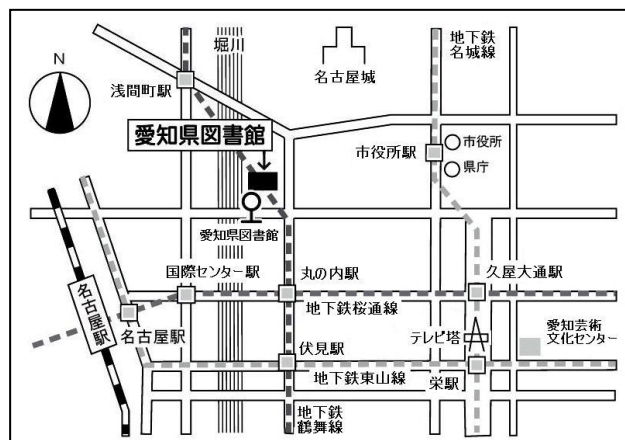 N
堀川
名古屋城
地下鉄
名城線
浅間町駅
愛知県図書館
市役所駅
市役所
県庁
愛知県図書館
国際センター駅
丸の内駅
久屋大通駅
地下鉄桜通線
名古屋駅
名古屋駅
テレビ塔
愛知芸術
文化センター
伏見駅
地下鉄東山線
栄駅
地下鉄
鶴舞線